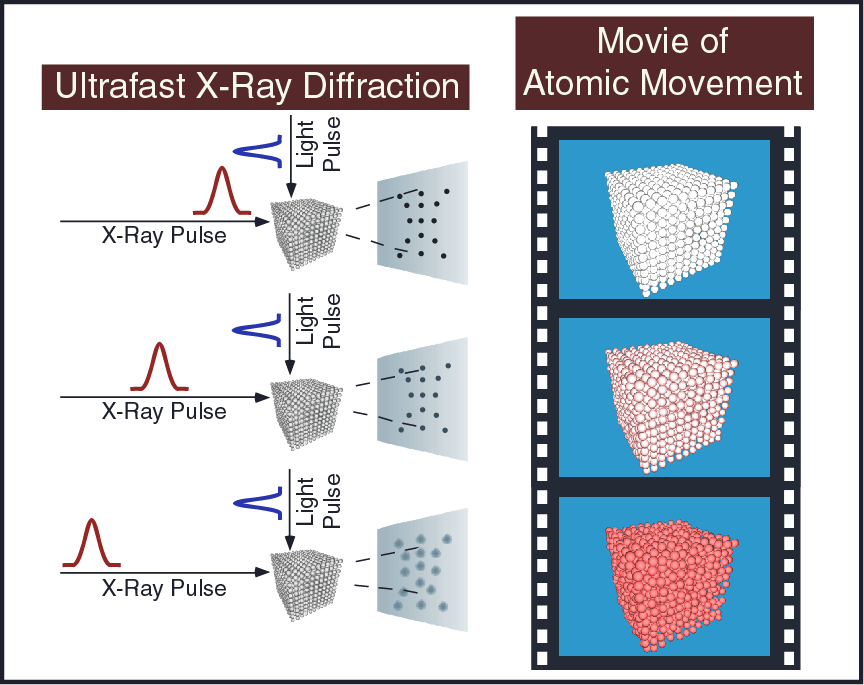 Ultrafast X-Ray Diffraction
Movie of
Atomic Movement
Light
Pulse
X-Ray Pulse
Light
Pulse
X-Ray Pulse
Light
Pulse
X-Ray Pulse